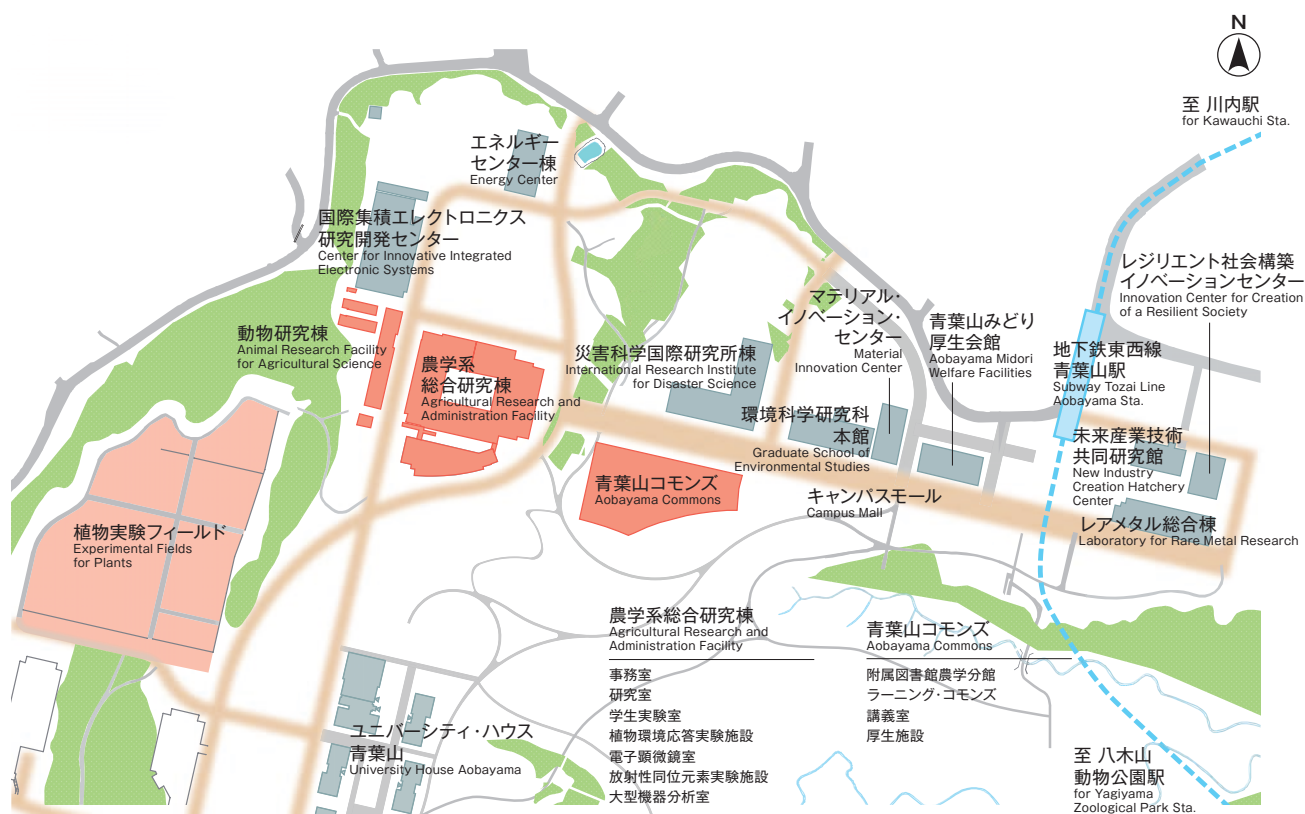 N
至 川内駅
for Kawauchi Sta.
エネルギー
センター棟
Energy Center
国際集積エレクトロニクス
研究開発センター
Center for Innovative Integrated
Electronic Systems
レジリエント社会構築
イノベーションセンター
Innovation Center for Creation
of a Resilient Society
マテリアル・
イノベーション・
センター
Material
Innovation Center
青葉山みどり
厚生会館
Aobayama Midori
Welfare Facilities
動物研究棟
Animal Research Facility
for Agricultural Science
農学系
総合研究棟
Agricultural Research and
Administration Facility
災害科学国際研究所棟
International Research Institute
for Disaster Science
地下鉄東西線
青葉山駅
Subway Tozai Line
Aobayama Sta.
環境科学研究科
本館
Graduate School of
Environmental Studies
未来産業技術
共同研究館
New Industry
Creation Hatchery
Center
青葉山コモンズ
Aobayama Commons
キャンパスモール
Campus Mall
レアメタル総合棟
Laboratory for Rare Metal Research
植物実験フィールド
Experimental Fields
for Plants
農学系総合研究棟
Agricultural Research and
Administration Facility
事務室
研究室
学生実験室
植物環境応答実験施設
電子顕微鏡室
放射性同位元素実験施設
大型機器分析室
青葉山コモンズ
Aobayama Commons
附属図書館農学分館
ラーニング・コモンズ
講義室
厚生施設
ユニバーシティ・ハウス
青葉山
University House Aobayama
至 八木山
動物公園駅
for Yagiyama
Zoological Park Sta.